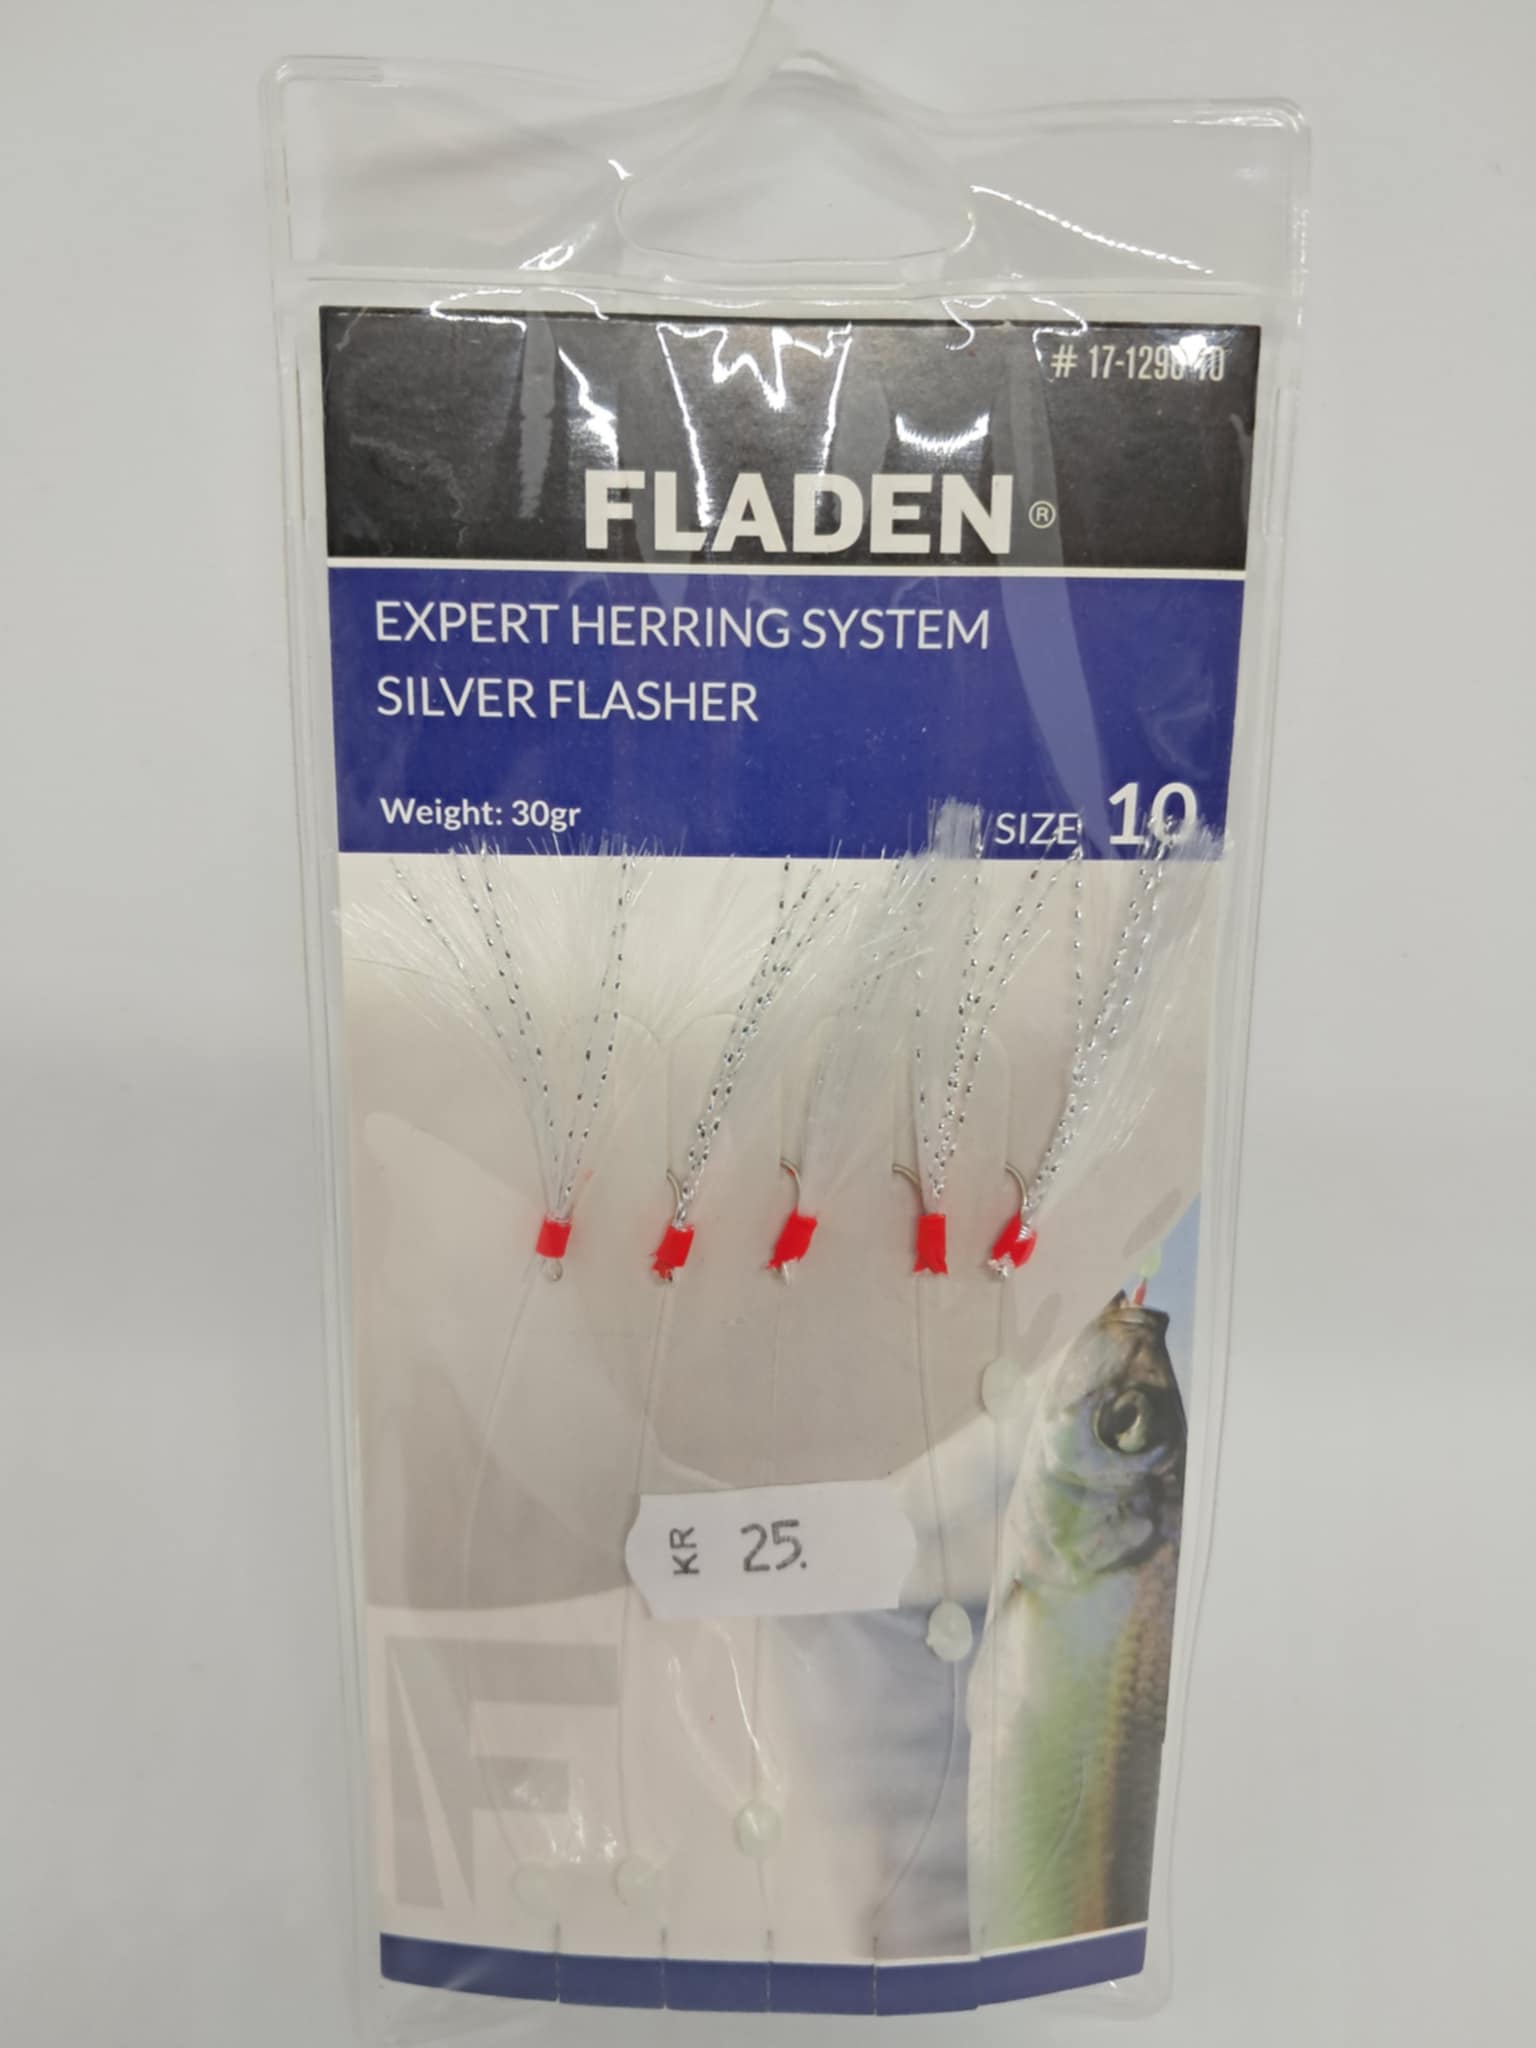 FLADEN®
EXPERT HERRING SYSTEM
SILVER FLASHER
Weight: 30gr
SIZE 10
KR 25.